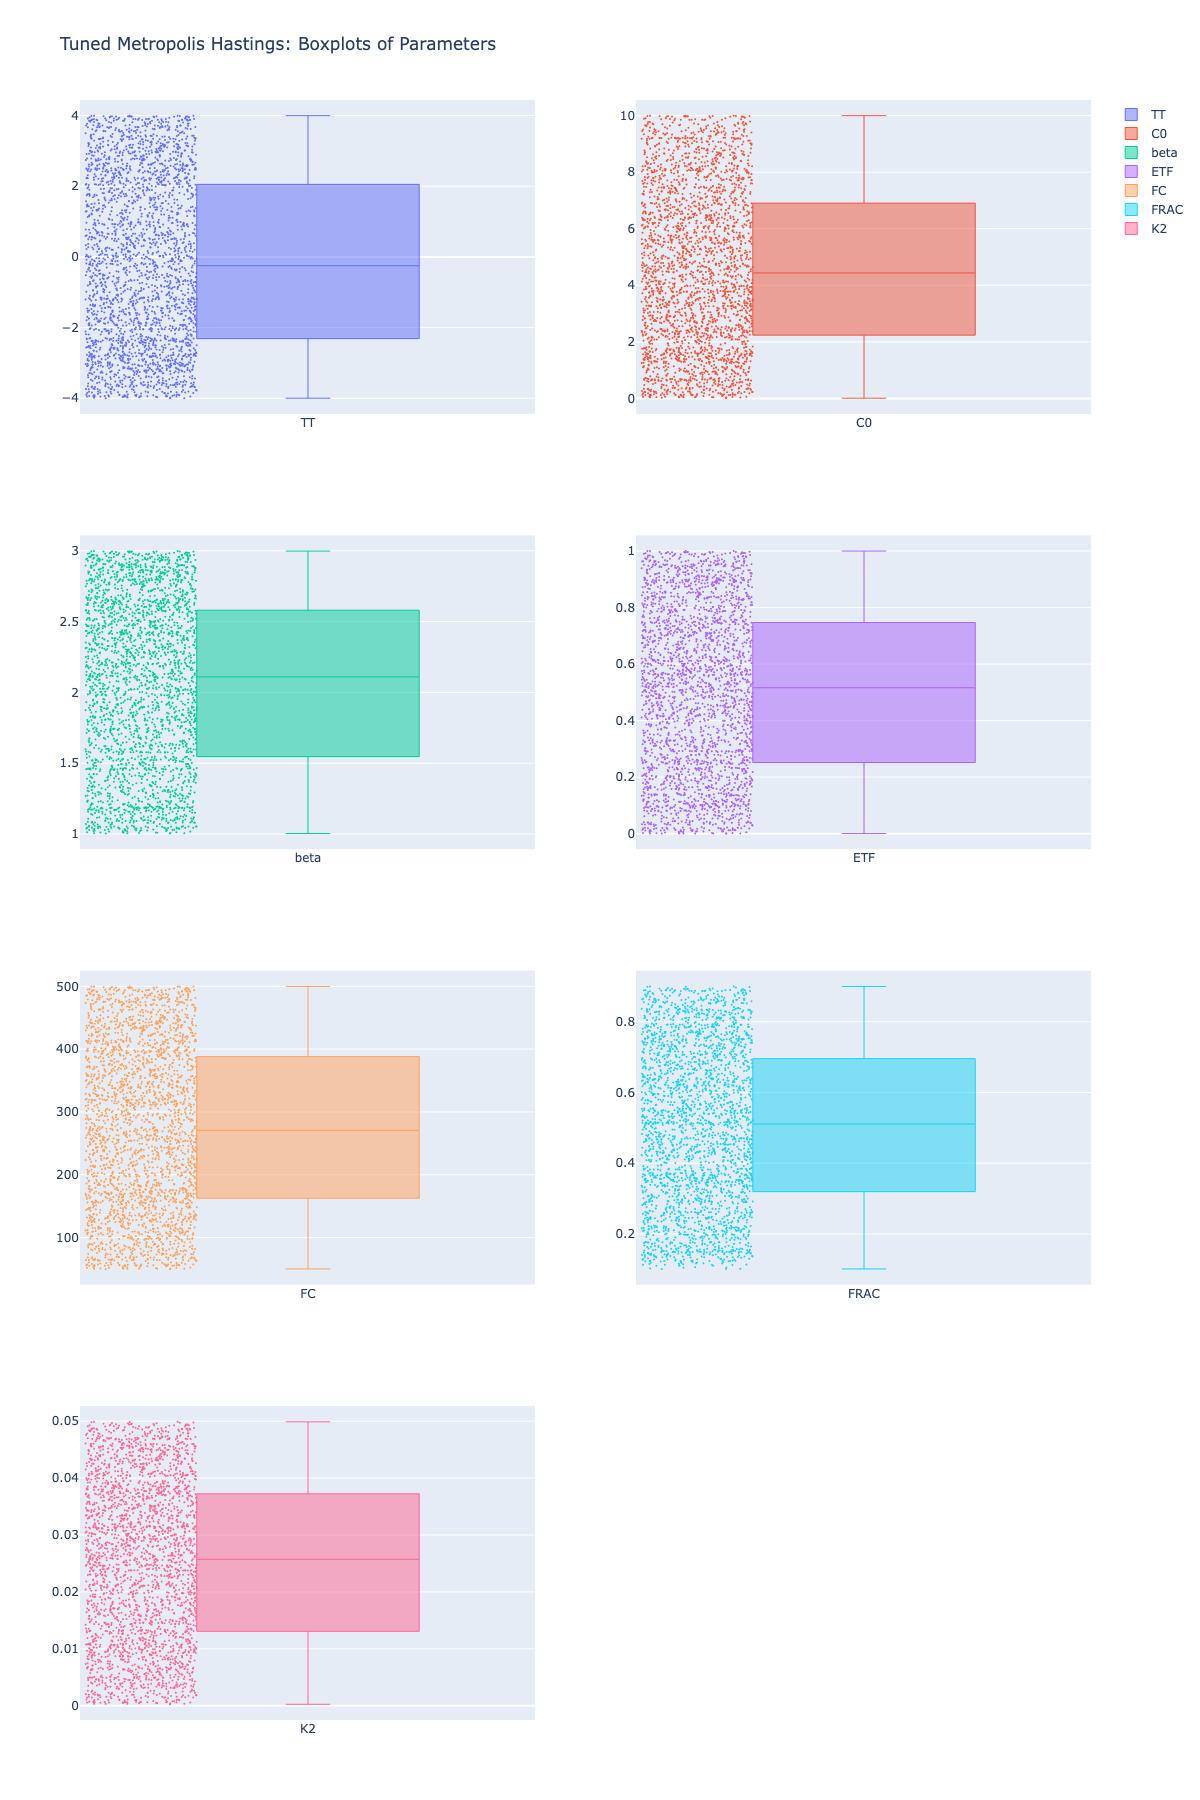 Tuned Metropolis Hastings: Boxplots of Parameters
4
2
0
−2
−4
TT
10
8
6
4
2
0
C0
TT
C0
beta
ETF
FC
FRAC
K2
3
2.5
2
1.5
1
beta
1
0.8
0.6
0.4
0.2
0
ETF
500
400
300
200
100
FC
0.8
0.6
0.4
0.2
FRAC
0.05
0.04
0.03
0.02
0.01
0
K2